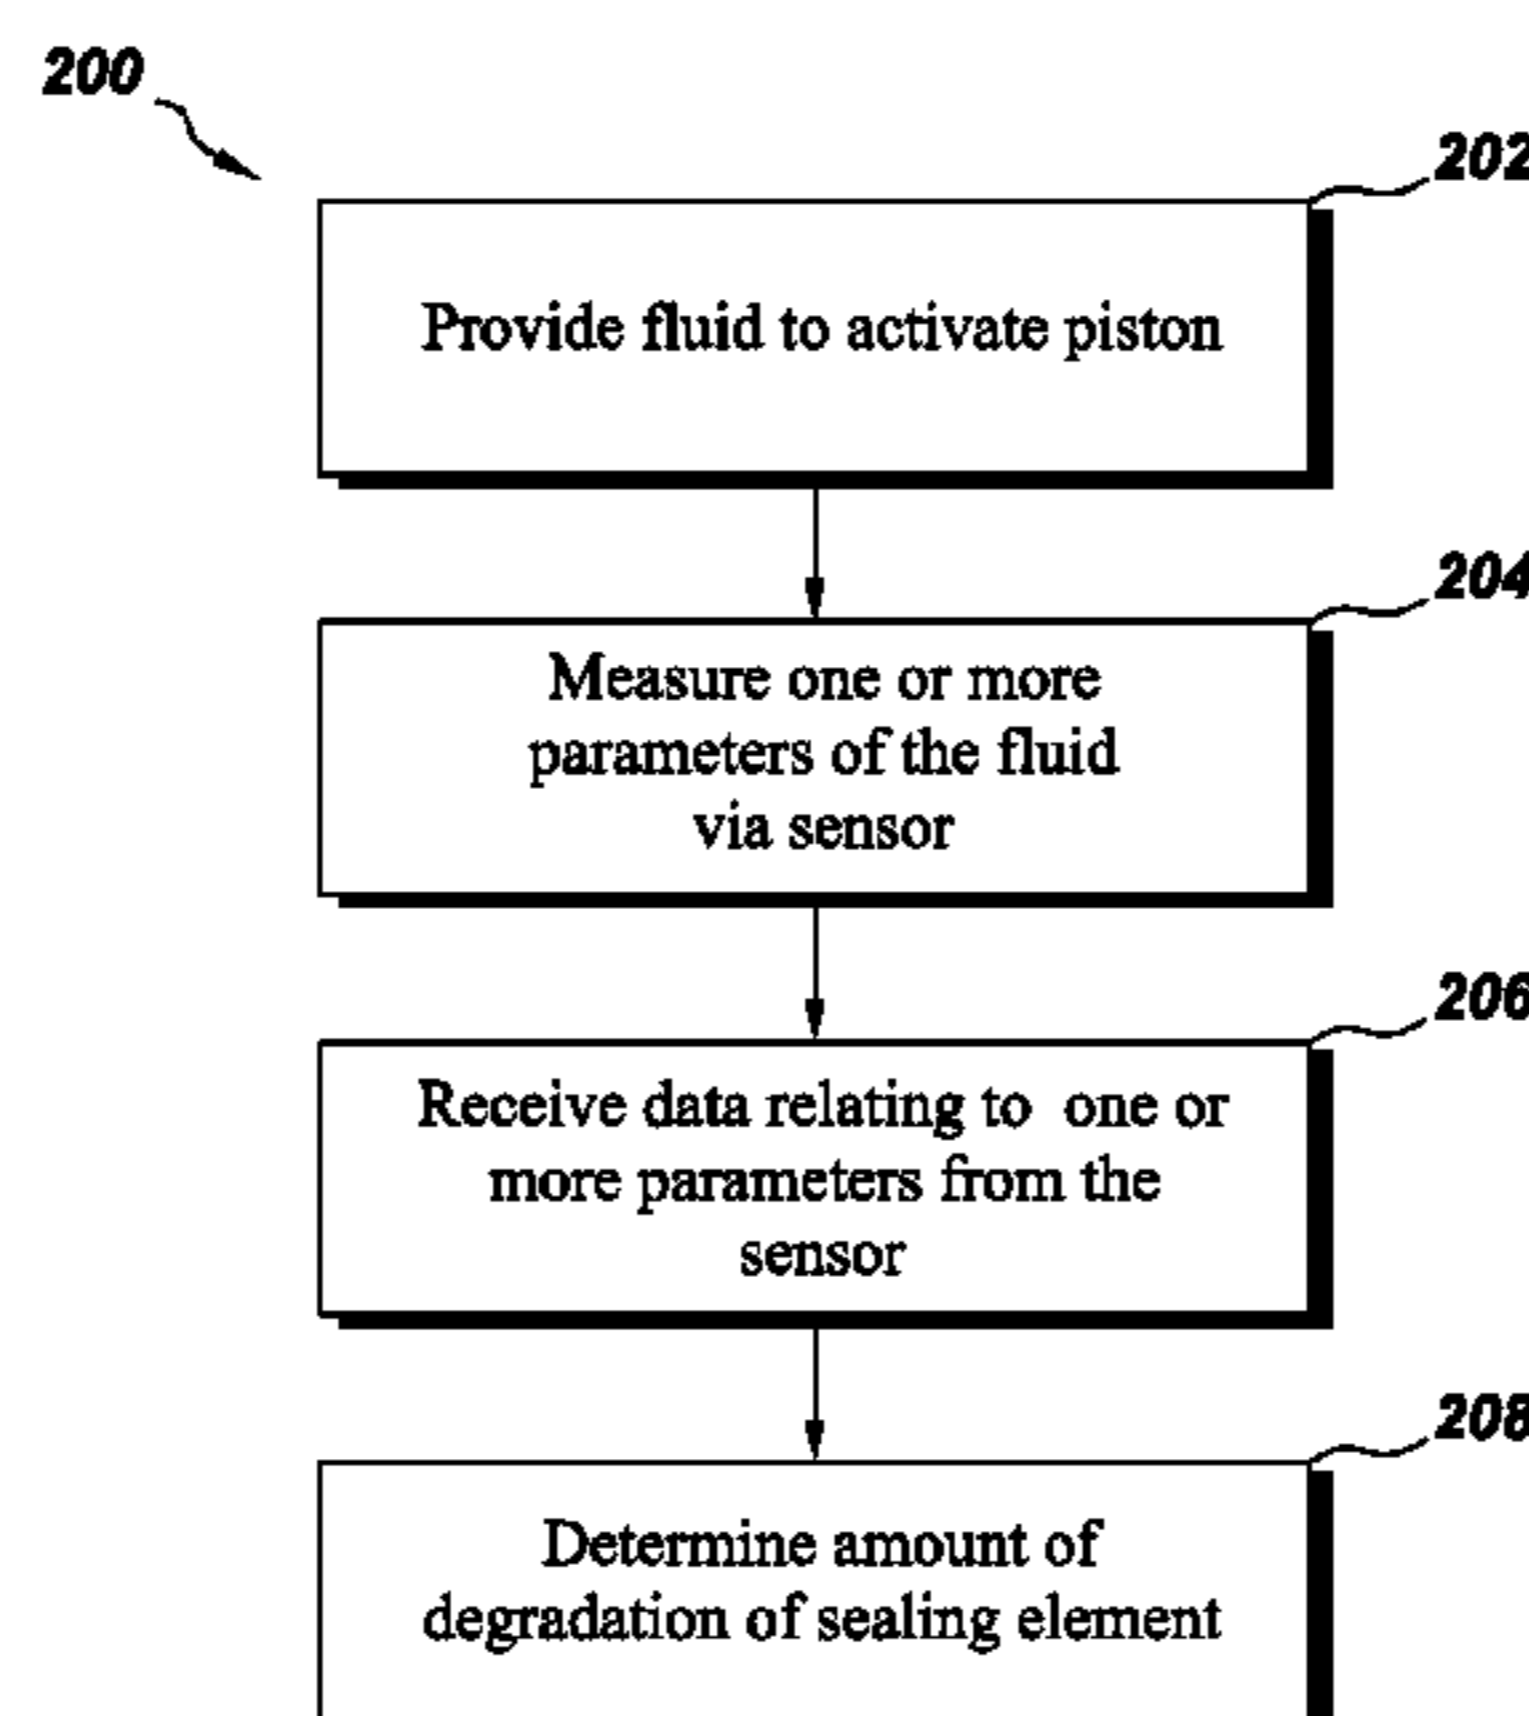 200
202
Provide fluid to activate piston
204
Measure one or more
parameters of the fluid
via sensor
206
Receive data relating to one or
more parameters from the
sensor
208
Determine amount of
degradation of sealing element